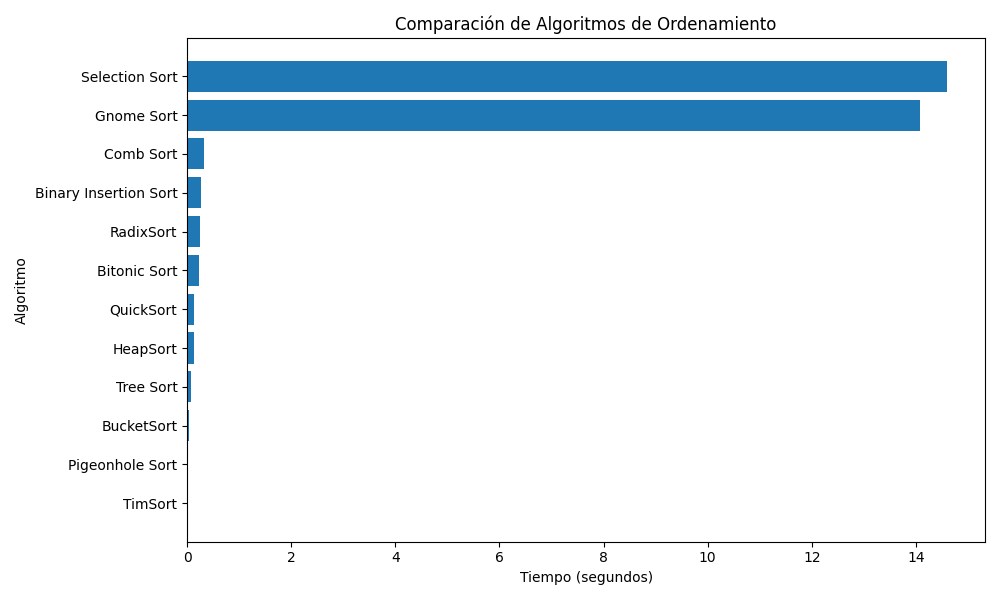 Comparación de Algoritmos de Ordenamiento
Algoritmo
Selection Sort
Gnome Sort
Comb Sort
Binary Insertion Sort
RadixSort
Bitonic Sort
QuickSort
HeapSort
Tree Sort
BucketSort
Pigeonhole Sort
TimSort
0 2 4 6 8 10 12 14
Tiempo (segundos)